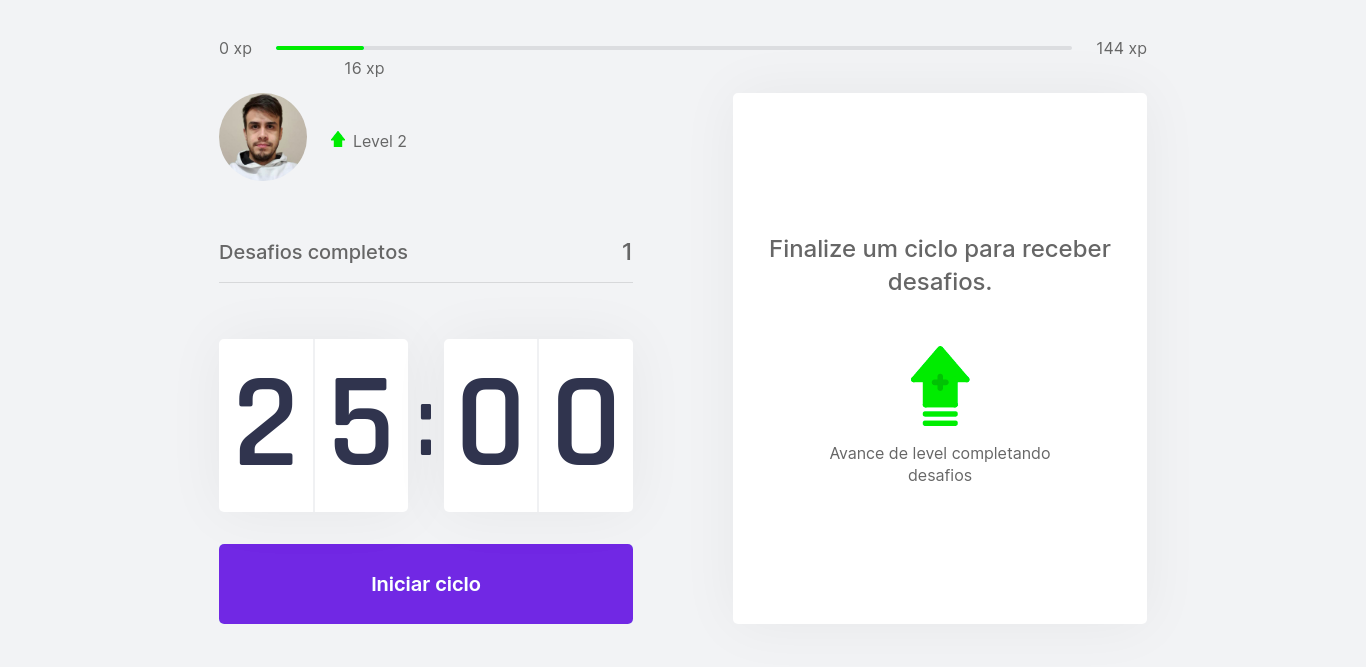 0 xp
144 xp
16 xp
Level 2
Desafios completos 1
25:00
Iniciar ciclo
Finalize um ciclo para receber
desafios.
Avance de level completando
desafios